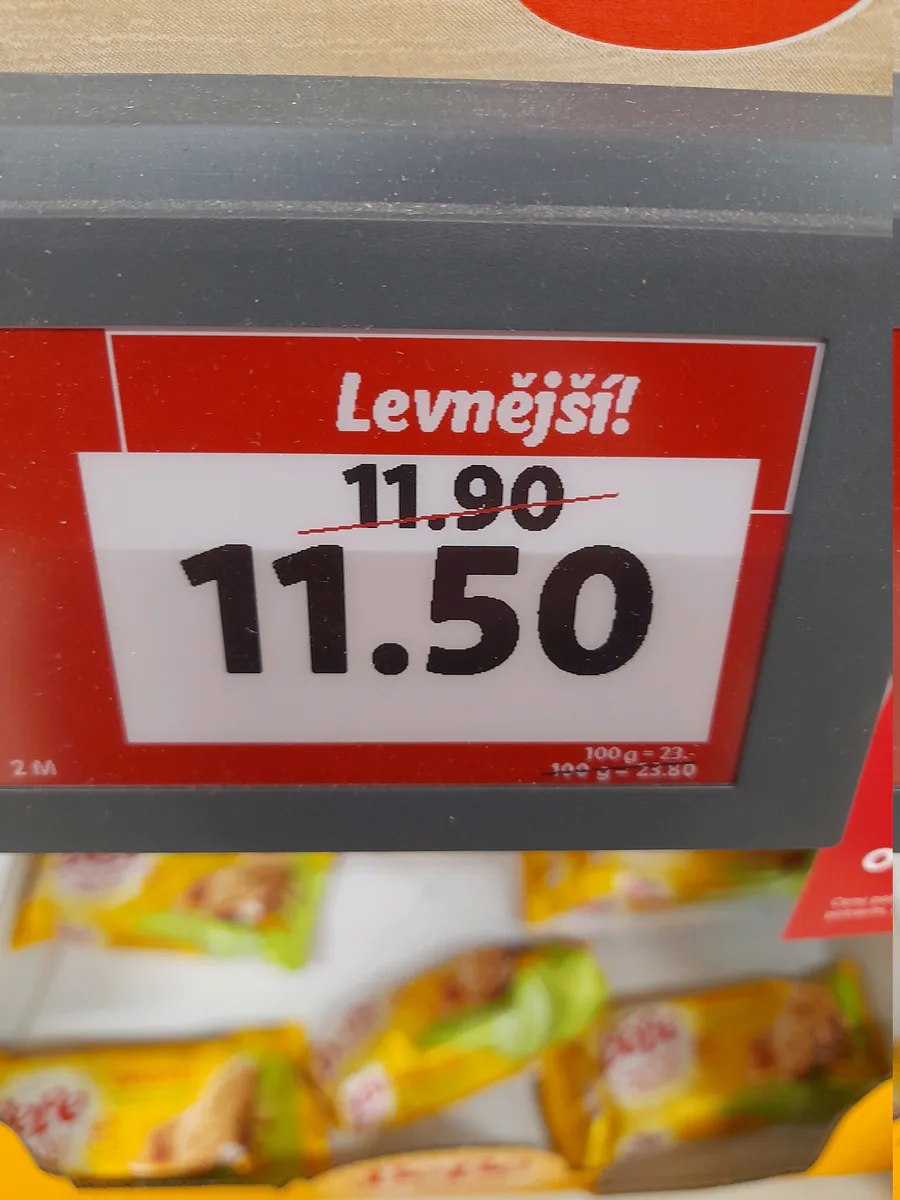 Levnější!
11.90
11.50
100 g = 23.-
100 g = 23.80
2 M